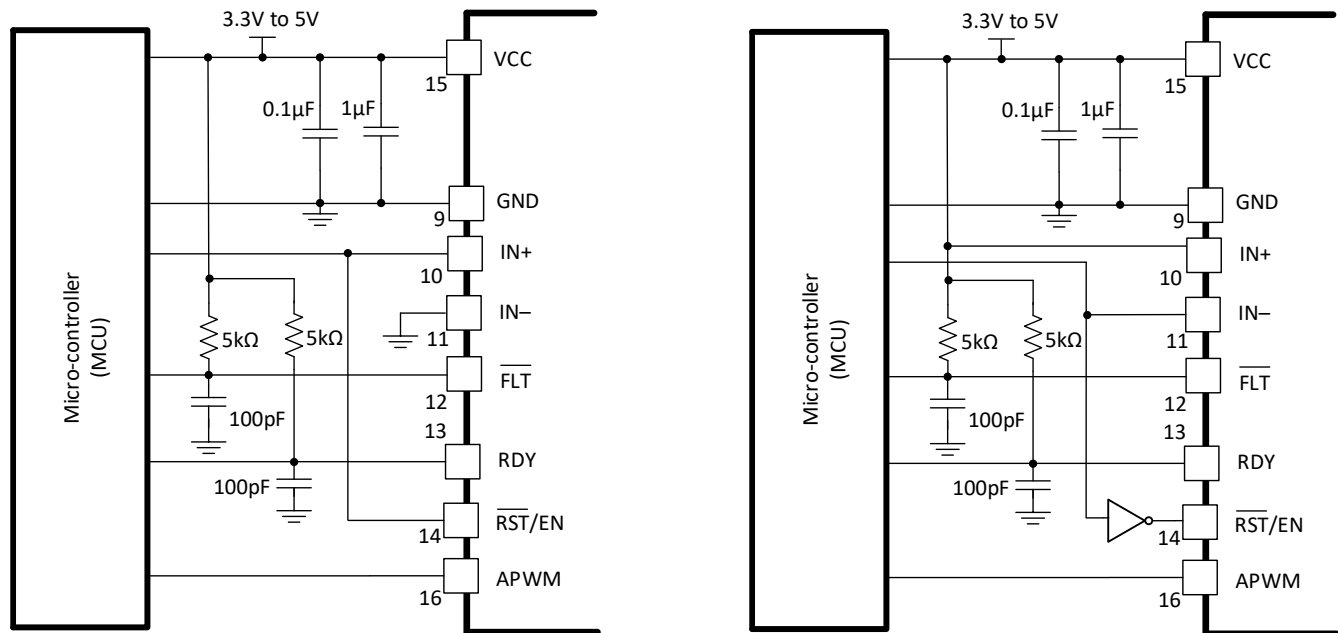 3.3V to 5V
VCC
15
0.1µF
1µF
GND
9
IN+
10
IN−
11
5kΩ
5kΩ
FLT
12
100pF
13
RDY
100pF
RST/EN
14
APWM
16
Micro-controller
(MCU)
3.3V to 5V
VCC
15
0.1µF
1µF
GND
9
IN+
10
IN−
11
5kΩ
5kΩ
FLT
12
100pF
13
RDY
100pF
RST/EN
14
APWM
16
Micro-controller
(MCU)